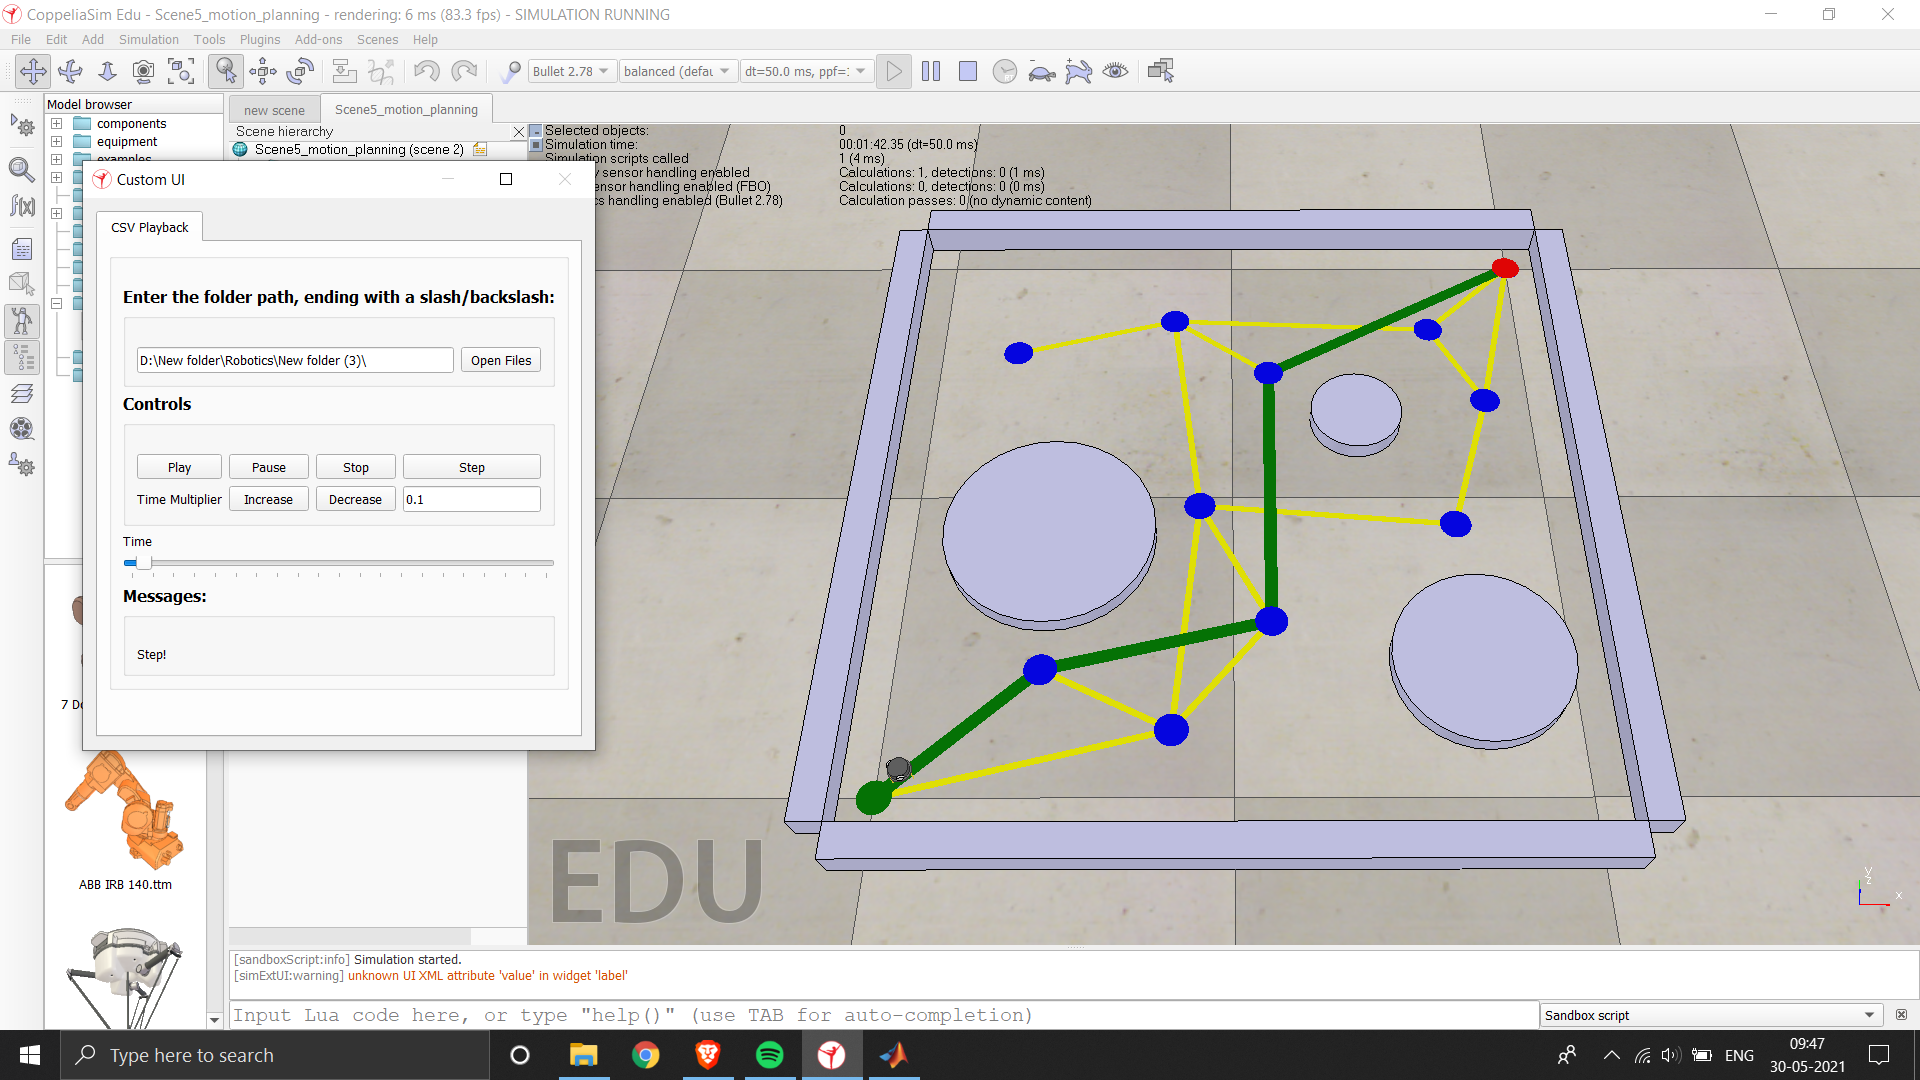 CoppeliaSim Edu - Scene5_motion_planning - rendering: 6 ms (83.3 fps) - SIMULATION RUNNING
File Edit Add Simulation Tools Plugins Add-ons Scenes Help
Bullet 2.78 balanced (defau dt=50.0 ms, ppf=:
Model browser
components
equipment
examples
new scene Scene5_motion_planning
Scene hierarchy
Scene5_motion_planning (scene 2)
Selected objects: 0
Simulation time: 00:01:42.35 (dt=50.0 ms)
Simulation scripts called 1 (4 ms)
y sensor handling enabled Calculations: 1, detections: 0 (1 ms)
ensor handling enabled (FBO) Calculations: 0, detections: 0 (0 ms)
cs handling enabled (Bullet 2.78) Calculation passes: 0 (no dynamic content)
Custom UI
CSV Playback
Enter the folder path, ending with a slash/backslash:
D:\New folder\Robotics\New folder (3)\ Open Files
Controls
Play Pause Stop Step
Time Multiplier Increase Decrease 0.1
Time
Messages:
Step!
7 D
ABB IRB 140.ttm
EDU
y
z
x
[sandboxScript:info] Simulation started.
[simExtUI:warning] unknown UI XML attribute 'value' in widget 'label'
Input Lua code here, or type "help()" (use TAB for auto-completion)
Sandbox script
Type here to search
ENG
09:47
30-05-2021